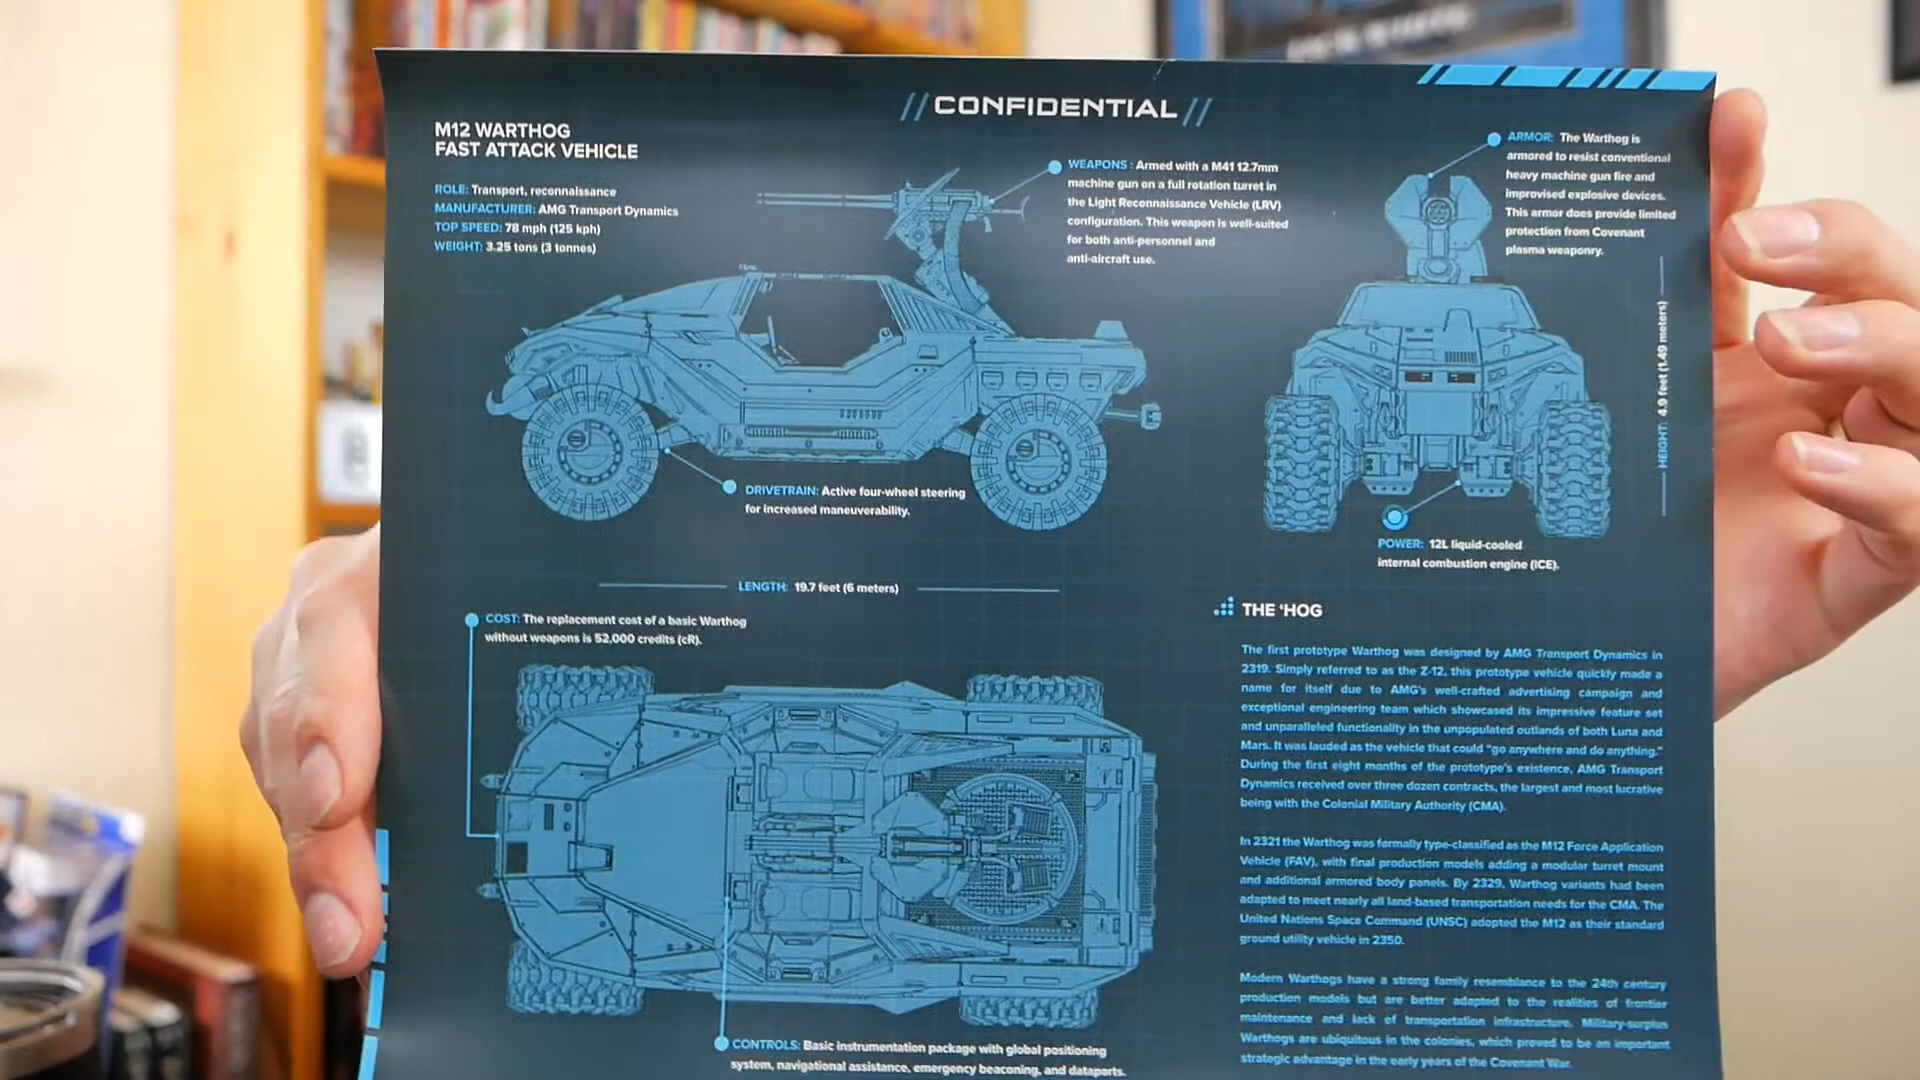 // CONFIDENTIAL //
M12 WARTHOG
FAST ATTACK VEHICLE
ROLE: Transport, reconnaissance
MANUFACTURER: AMG Transport Dynamics
TOP SPEED: 78 mph (125 kph)
WEIGHT: 3.25 tons (3 tonnes)
WEAPONS : Armed with a M41 12.7mm
machine gun on a full rotation turret in
the Light Reconnaissance Vehicle (LRV)
configuration. This weapon is well-suited
for both anti-personnel and
anti-aircraft use.
ARMOR: The Warthog is
armored to resist conventional
heavy machine gun fire and
improvised explosive devices.
This armor does provide limited
protection from Covenant
plasma weaponry.
HEIGHT: 4.9 feet (1.49 meters)
DRIVETRAIN: Active four-wheel steering
for increased maneuverability.
POWER: 12L liquid-cooled
internal combustion engine (ICE).
LENGTH: 19.7 feet (6 meters)
COST: The replacement cost of a basic Warthog
without weapons is 52,000 credits (cR).
THE ‘HOG
The first prototype Warthog was designed by AMG Transport Dynamics in
2319. Simply referred to as the Z-12, this prototype vehicle quickly made a
name for itself due to AMG's well-crafted advertising campaign and
exceptional engineering team which showcased its impressive feature set
and unparalleled functionality in the unpopulated outlands of both Luna and
Mars. It was lauded as the vehicle that could "go anywhere and do anything."
During the first eight months of the prototype's existence, AMG Transport
Dynamics received over three dozen contracts, the largest and most lucrative
being with the Colonial Military Authority (CMA).
In 2321 the Warthog was formally type-classified as the M12 Force Application
Vehicle (FAV), with final production models adding a modular turret mount
and additional armored body panels. By 2329, Warthog variants had been
adapted to meet nearly all land-based transportation needs for the CMA. The
United Nations Space Command (UNSC) adopted the M12 as their standard
ground utility vehicle in 2350.
Modern Warthogs have a strong family resemblance to the 24th century
production models but are better adapted to the realities of frontier
maintenance and lack of transportation infrastructure. Military-surplus
Warthogs are ubiquitous in the colonies, which proved to be an important
strategic advantage in the early years of the Covenant War.
CONTROLS: Basic instrumentation package with global positioning
system, navigational assistance, emergency beaconing, and dataports.